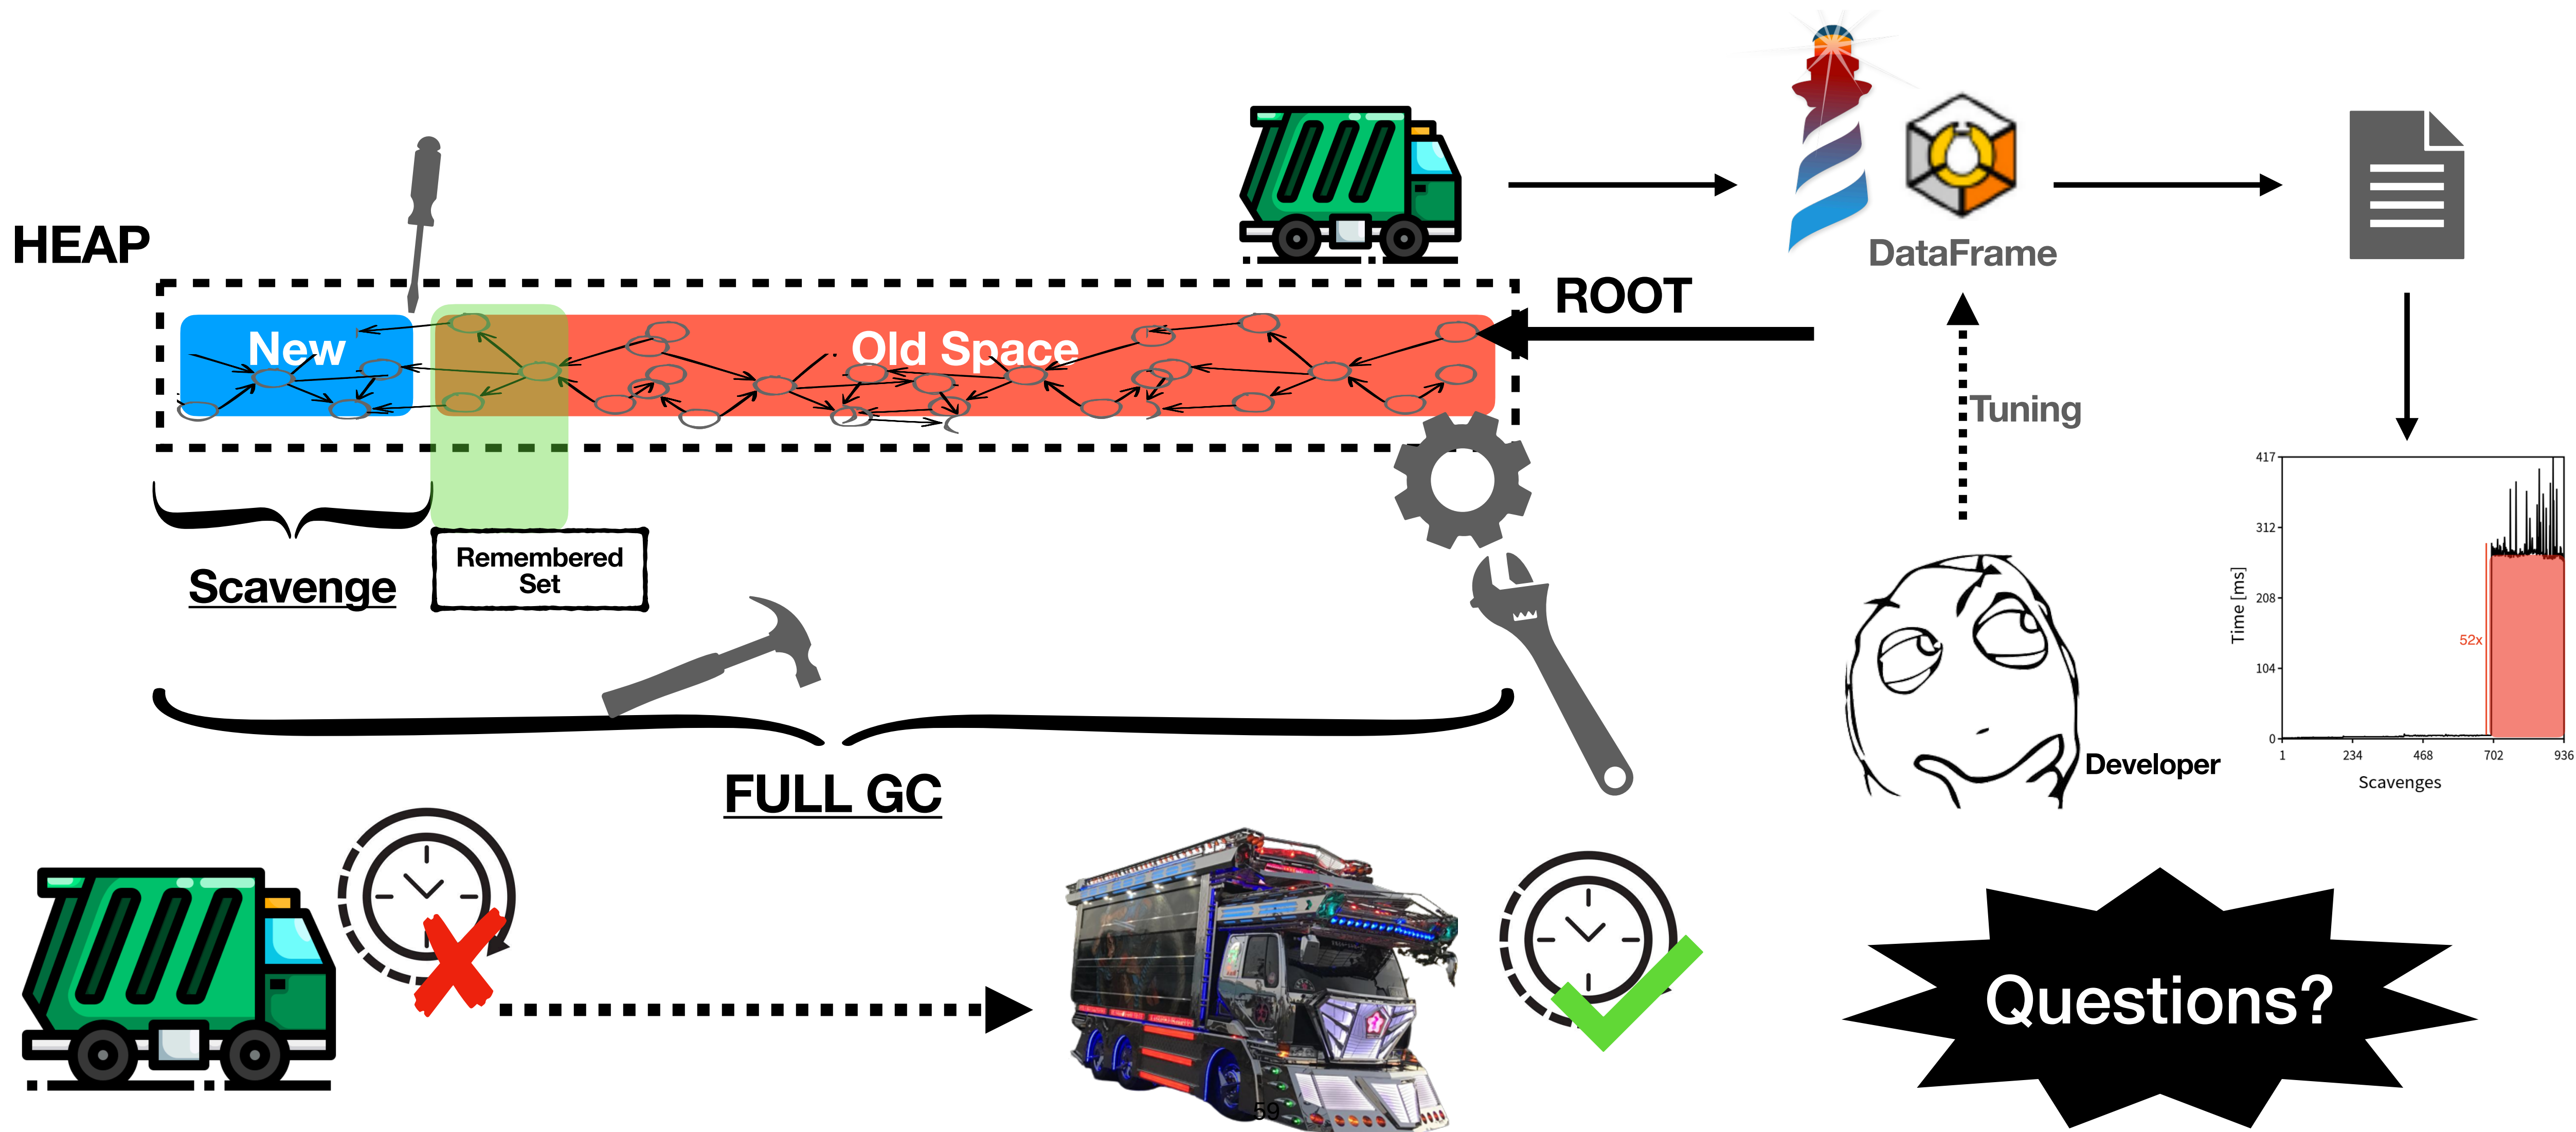 HEAP
New
Old Space
ROOT
DataFrame
Tuning
Scavenge
Remembered
Set
FULL GC
Developer
417
312
208
104
0
Time [ms]
52x
1 234 468 702 936
Scavenges
Questions?
59